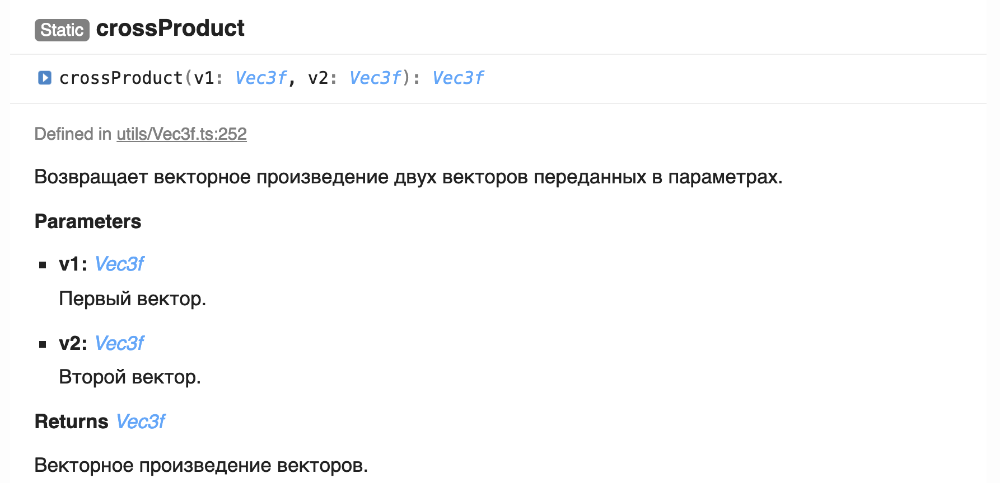 Static crossProduct
crossProduct(v1: Vec3f, v2: Vec3f): Vec3f
Defined in utils/Vec3f.ts:252
Возвращает векторное произведение двух векторов переданных в параметрах.
Parameters
v1: Vec3f
Первый вектор.
v2: Vec3f
Второй вектор.
Returns Vec3f
Векторное произведение векторов.